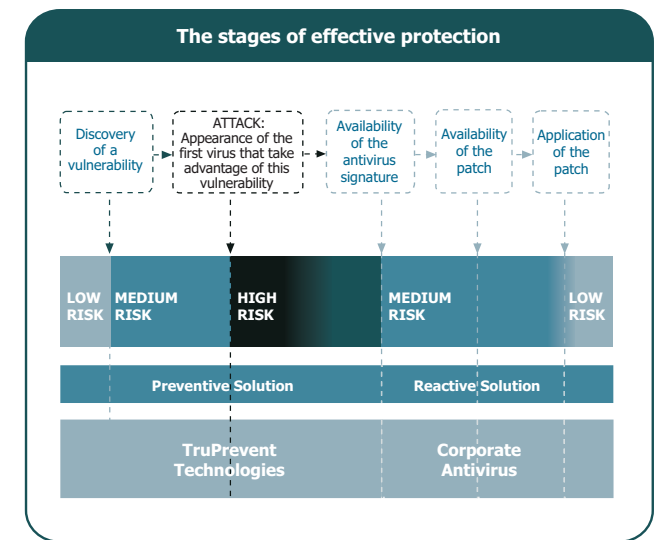 The stages of effective protection
Discovery
of a
vulnerability
ATTACK:
Appearance of the
first virus that take
advantage of this
vulnerability
Availability
of the
antivirus
signature
Availability
of the
patch
Application
of the
patch
LOW
RISK
MEDIUM
RISK
HIGH
RISK
MEDIUM
RISK
LOW
RISK
Preventive Solution
Reactive Solution
TruPrevent
Technologies
Corporate
Antivirus